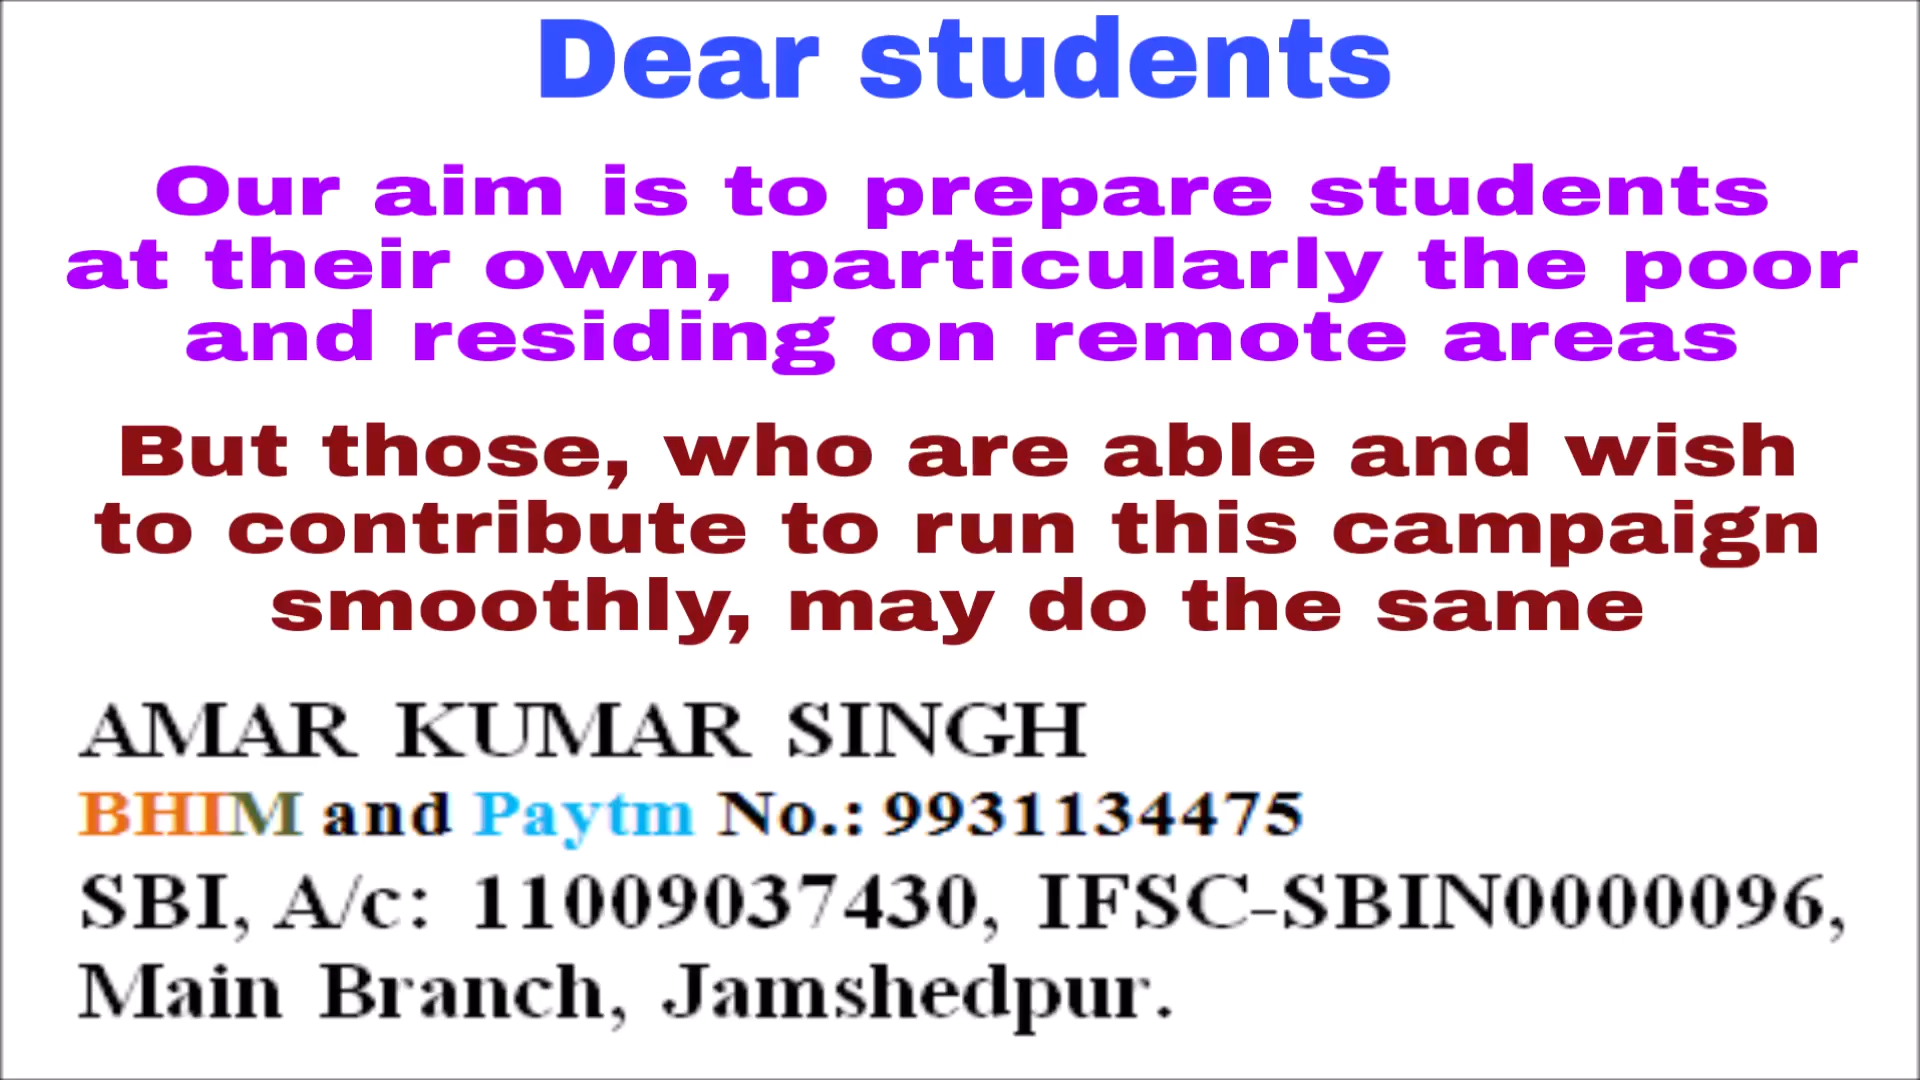 Dear students
Our aim is to prepare students
at their own, particularly the poor
and residing on remote areas
But those, who are able and wish
to contribute to run this campaign
smoothly, may do the same
AMAR KUMAR SINGH
BHIM and Paytm No.: 9931134475
SBI, A/c: 11009037430, IFSC-SBIN0000096,
Main Branch, Jamshedpur.